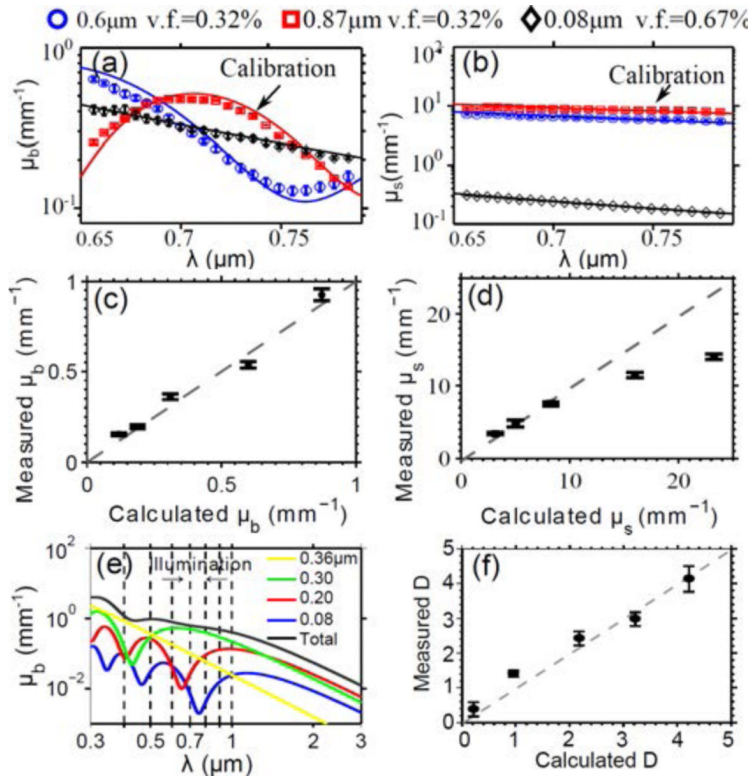 0.6μm v.f.=0.32% 0.87μm v.f.=0.32% 0.08μm v.f.=0.67%
(a)
Calibration
10⁰
10⁻¹
μb(mm⁻¹)
0.65 0.7 0.75
λ (μm)
(b)
Calibration
10²
10¹
10⁰
10⁻¹
μs(mm⁻¹)
0.65 0.7 0.75
λ (μm)
(c)
1
0.5
0
Measured μb (mm⁻¹)
0 0.5 1
Calculated μb (mm⁻¹)
(d)
20
10
0
Measured μs (mm⁻¹)
0 10 20
Calculated μs (mm⁻¹)
(e)
Illumination
0.36μm
0.30
0.20
0.08
Total
10²
10⁰
10⁻²
μb (mm⁻¹)
0.3 0.5 0.7 1 2 3
λ (μm)
(f)
5
4
3
2
1
0
Measured D
0 1 2 3 4 5
Calculated D